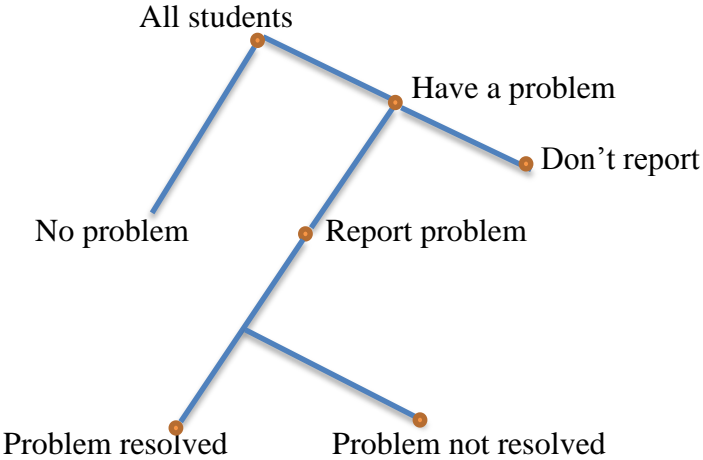 All students
Have a problem
Don’t report
No problem
Report problem
Problem resolved
Problem not resolved